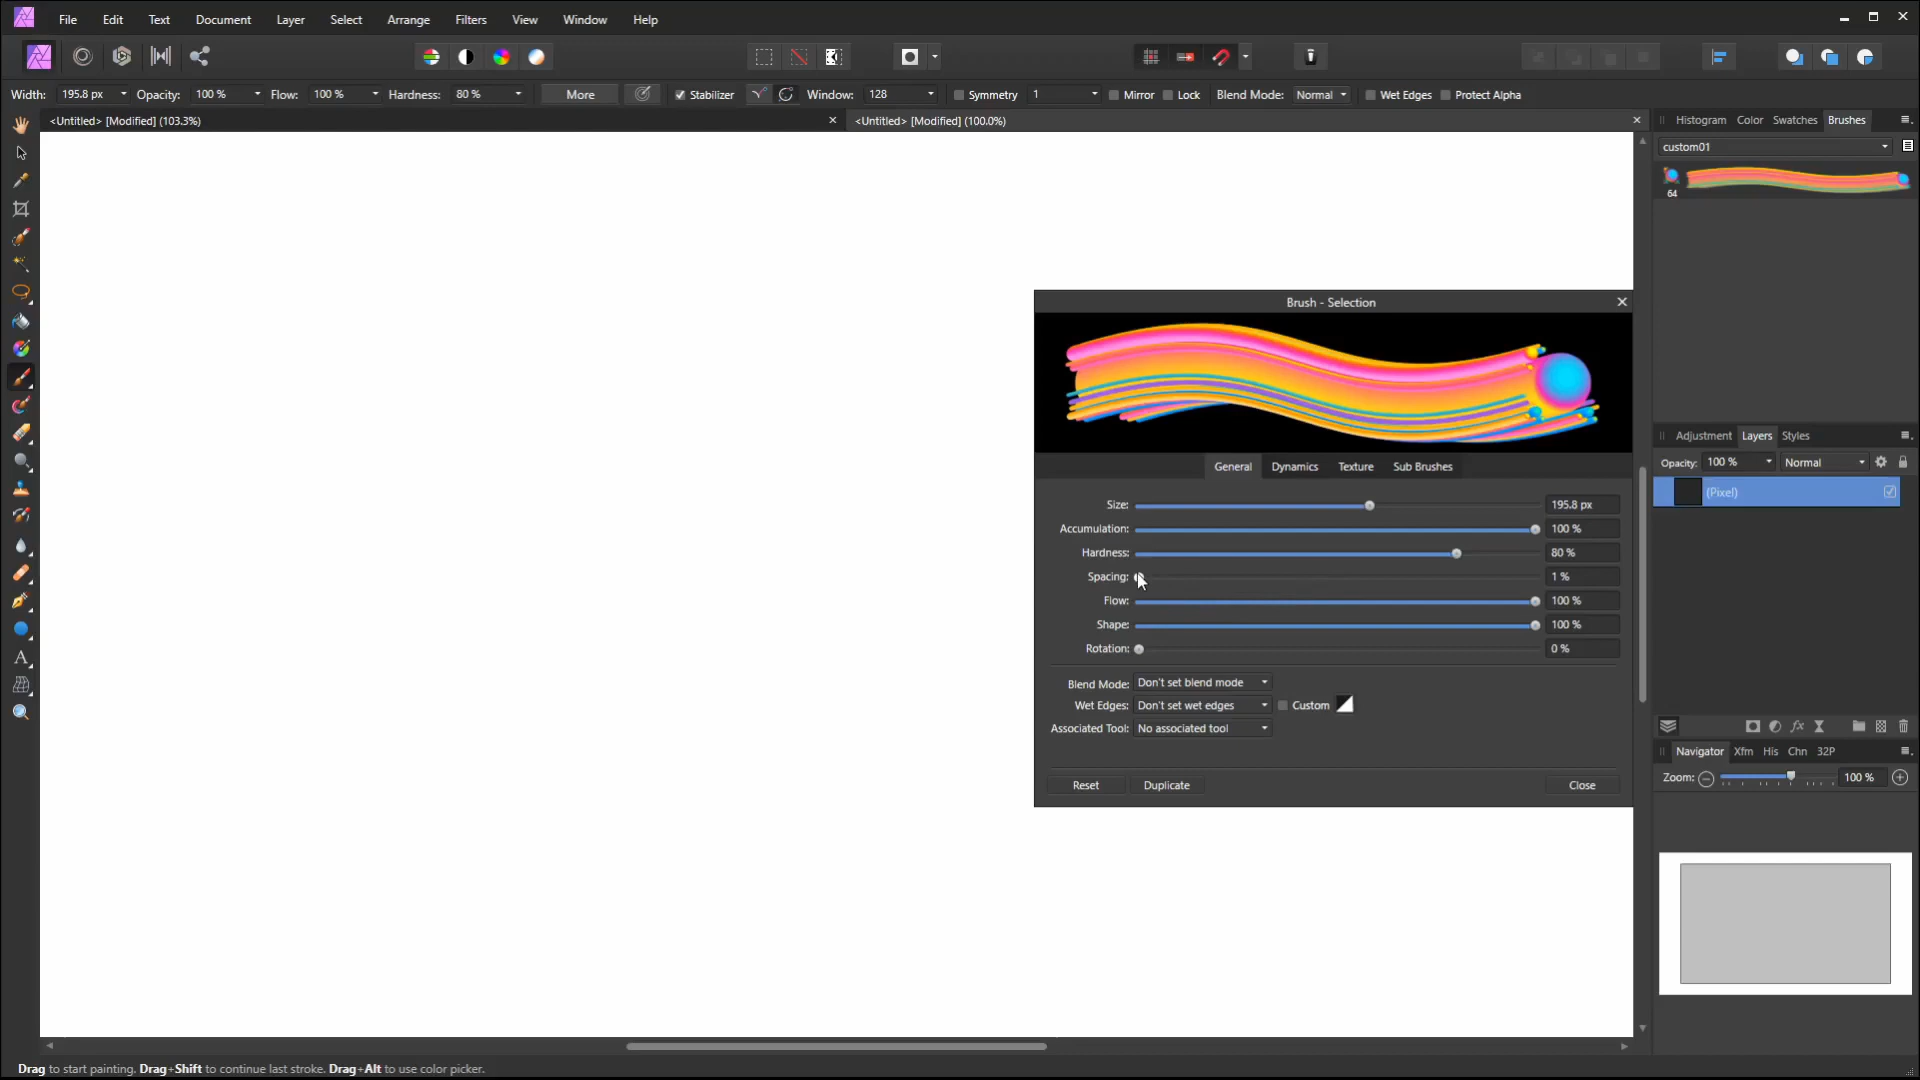 File Edit Text Document Layer Select Arrange Filters View Window Help
Width: 195.8 px Opacity: 100 % Flow: 100 % Hardness: 80 % More Stabilizer Window: 128 Symmetry 1 Mirror Lock Blend Mode: Normal Wet Edges Protect Alpha
<Untitled> [Modified] (103.3%) <Untitled> [Modified] (100.0%)
Histogram Color Swatches Brushes
custom01
64
Brush - Selection
General Dynamics Texture Sub Brushes
Size: 195.8 px
Accumulation: 100 %
Hardness: 80 %
Spacing: 1 %
Flow: 100 %
Shape: 100 %
Rotation: 0 %
Blend Mode: Don't set blend mode
Wet Edges: Don't set wet edges Custom
Associated Tool: No associated tool
Reset Duplicate Close
Adjustment Layers Styles
Opacity: 100 % Normal
(Pixel)
Navigator Xfm His Chn 32P
Zoom: 100 %
Drag to start painting. Drag+Shift to continue last stroke. Drag+Alt to use color picker.